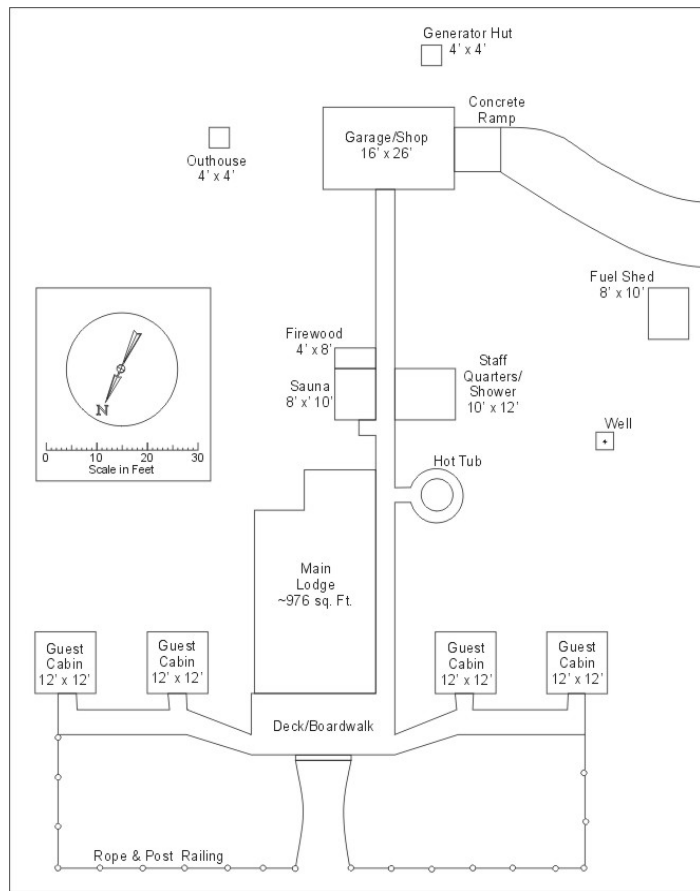 Generator Hut
4' x 4'
Concrete
Ramp
Garage/Shop
16' x 26'
Outhouse
4' x 4'
Fuel Shed
8' x 10'
Firewood
4' x 8'
Sauna
8' x' 10'
Staff
Quarters/
Shower
10' x 12'
N
0 10 20 30
Scale in Feet
Well
Hot Tub
Main
Lodge
~976 sq. Ft.
Guest
Cabin
12' x 12'
Guest
Cabin
12' x 12'
Guest
Cabin
12' x 12'
Guest
Cabin
12' x 12'
Deck/Boardwalk
Rope & Post Railing